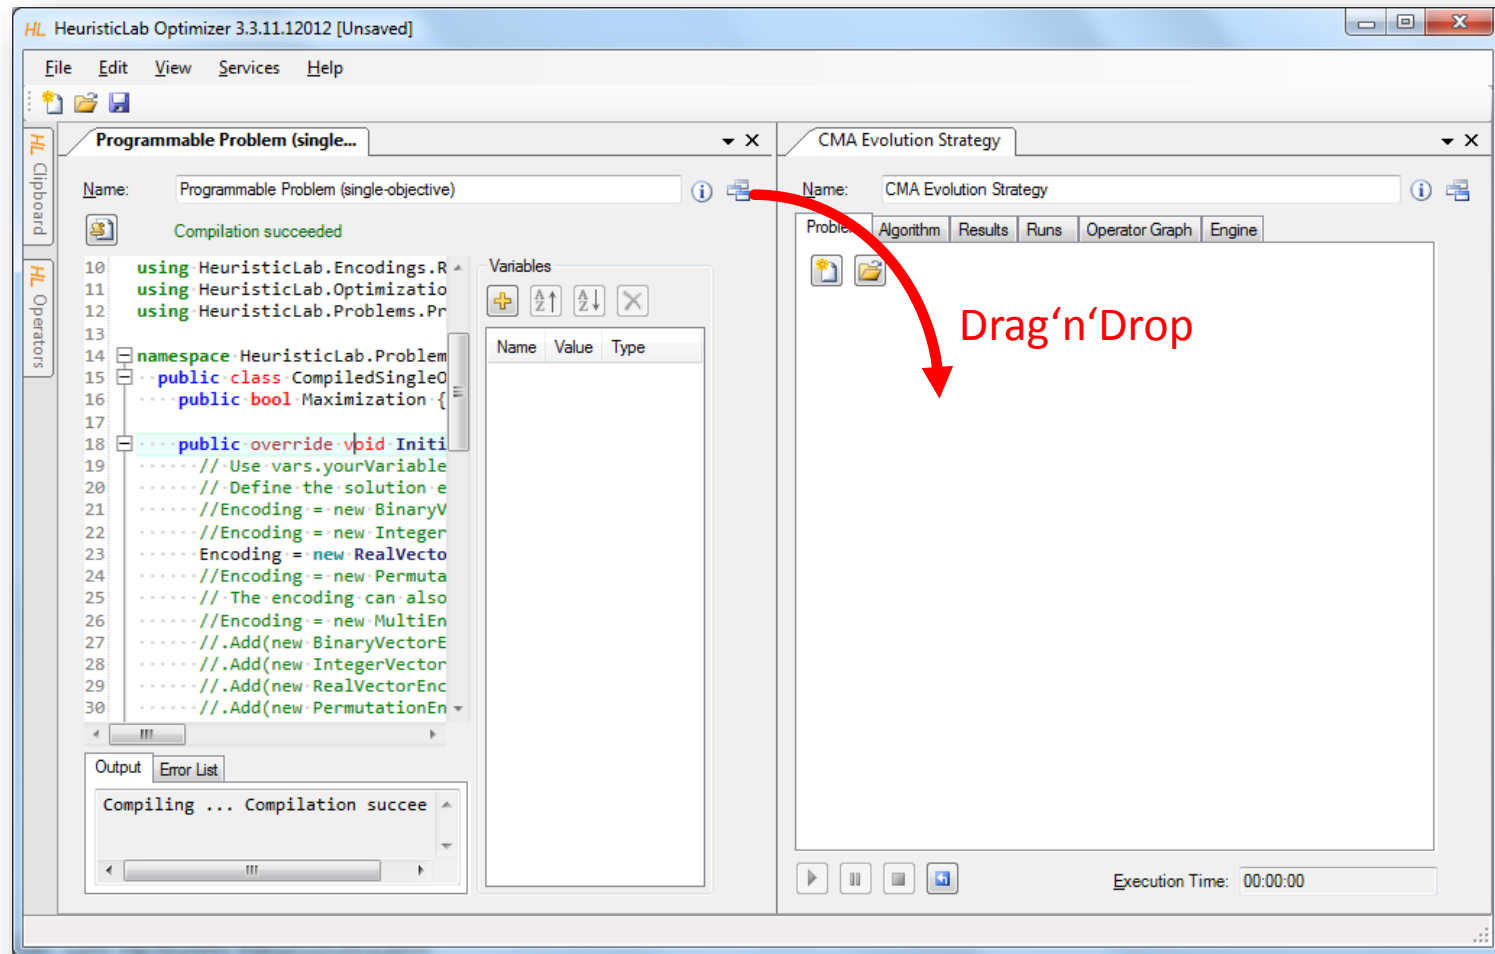 HL HeuristicLab Optimizer 3.3.11.12012 [Unsaved]
File Edit View Services Help
HL Clipboard
HL Operators
Programmable Problem (single...
Name: Programmable Problem (single-objective)
Compilation succeeded
10 using·HeuristicLab.Encodings.R
11 using·HeuristicLab.Optimizatio
12 using·HeuristicLab.Problems.Pr
13
14 namespace·HeuristicLab.Problem
15 ··public·class·CompiledSingleO
16 ····public·bool·Maximization·{
17
18 ····public·override·void·Initi
19 ······//·Use·vars.yourVariable
20 ······//·Define·the·solution·e
21 ······//Encoding·=·new·BinaryV
22 ······//Encoding·=·new·Integer
23 ······Encoding·=·new·RealVecto
24 ······//Encoding·=·new·Permuta
25 ······//·The·encoding·can·also
26 ······//Encoding·=·new·MultiEn
27 ······//.Add(new·BinaryVectorE
28 ······//.Add(new·IntegerVector
29 ······//.Add(new·RealVectorEnc
30 ······//.Add(new·PermutationEn
Output Error List
Compiling ... Compilation succee
Variables
Name Value Type
CMA Evolution Strategy
Name: CMA Evolution Strategy
Problem Algorithm Results Runs Operator Graph Engine
Drag‘n‘Drop
Execution Time: 00:00:00